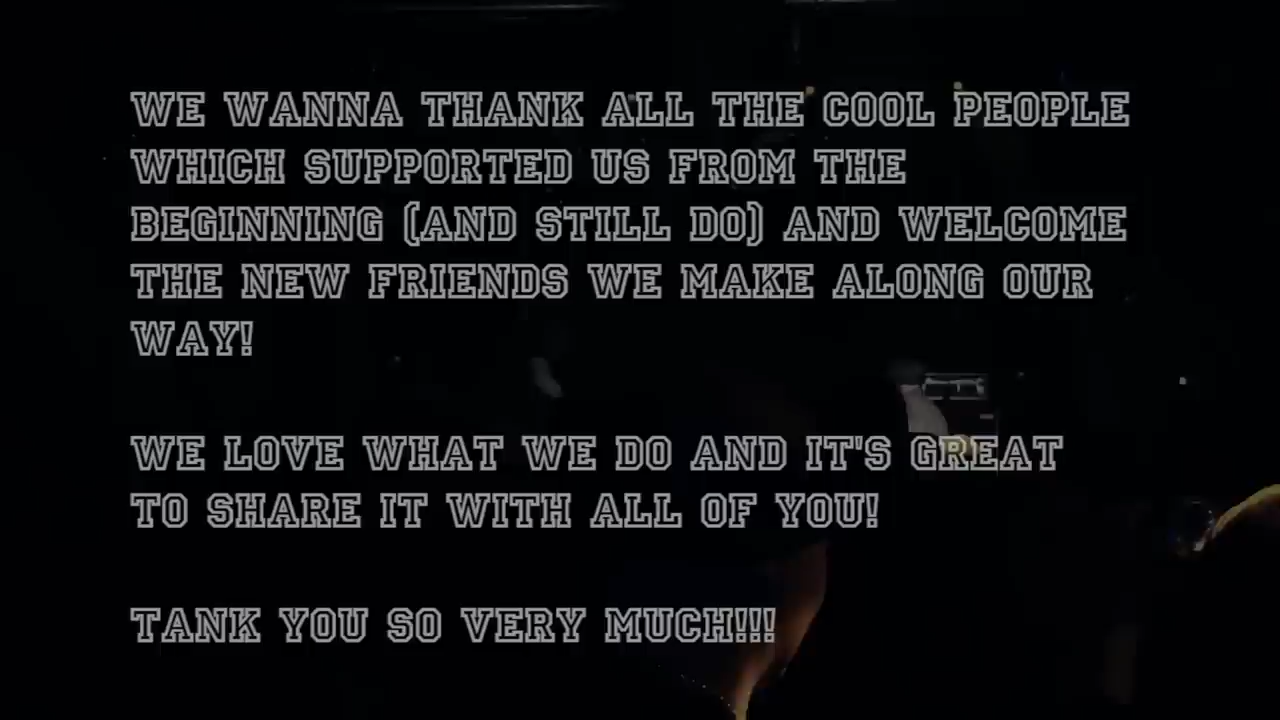 WE WANNA THANK ALL THE COOL PEOPLE
WHICH SUPPORTED US FROM THE
BEGINNING (AND STILL DO) AND WELCOME
THE NEW FRIENDS WE MAKE ALONG OUR
WAY!
WE LOVE WHAT WE DO AND IT'S GREAT
TO SHARE IT WITH ALL OF YOU!
TANK YOU SO VERY MUCH!!!